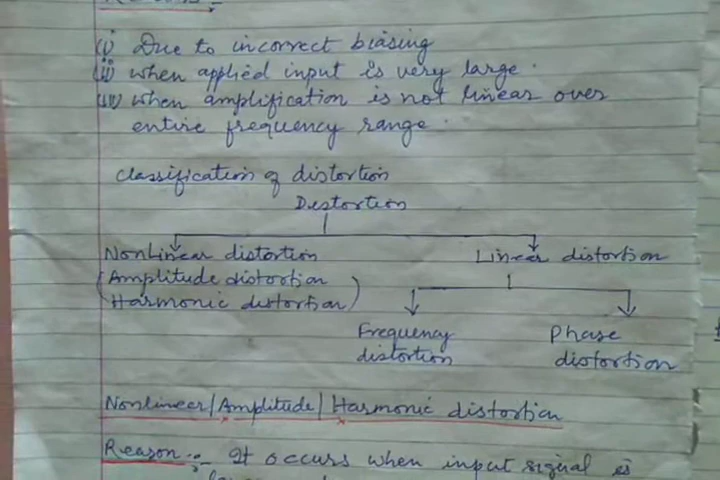 (i) Due to incorrect biasing
(ii) when applied input is very large.
(iii) when amplification is not linear over
entire frequency range.
Classification of distortion
Distortion
NonLinear distortion Linear distortion
(Amplitude distortion
Harmonic distortion)
Frequency Phase
distortion distortion
Nonlinear/Amplitude/Harmonic distortion
Reason :- It occurs when input signal is